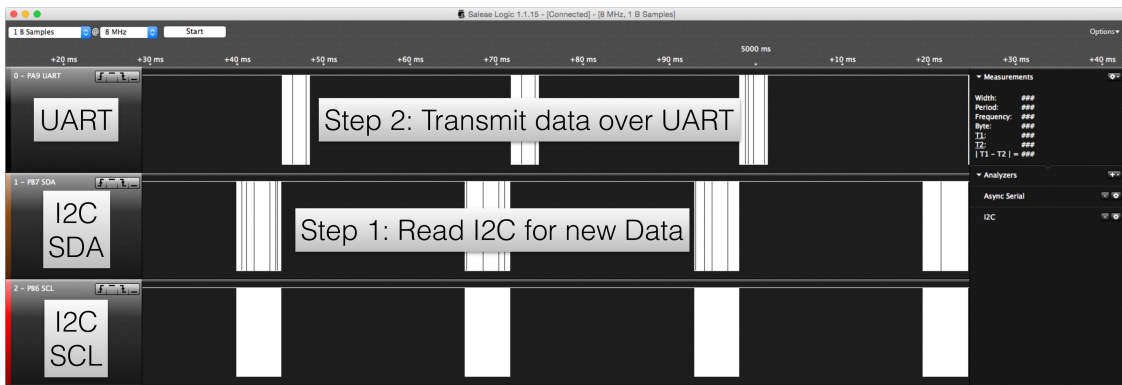 Saleae Logic 1.1.15 - [Connected] - [8 MHz, 1 B Samples]
1 B Samples @ 8 MHz Start Options▾
5000 ms
+20 ms +30 ms +40 ms +50 ms +60 ms +70 ms +80 ms +90 ms +10 ms +20 ms +30 ms +40 ms
0 - PA9 UART
UART
Step 2: Transmit data over UART
▾ Measurements
Width: ###
Period: ###
Frequency: ###
Byte: ###
T1: ###
T2: ###
| T1 - T2 | = ###
1 - PB7 SDA
I2C
SDA
Step 1: Read I2C for new Data
▾ Analyzers
Async Serial
I2C
2 - PB6 SCL
I2C
SCL